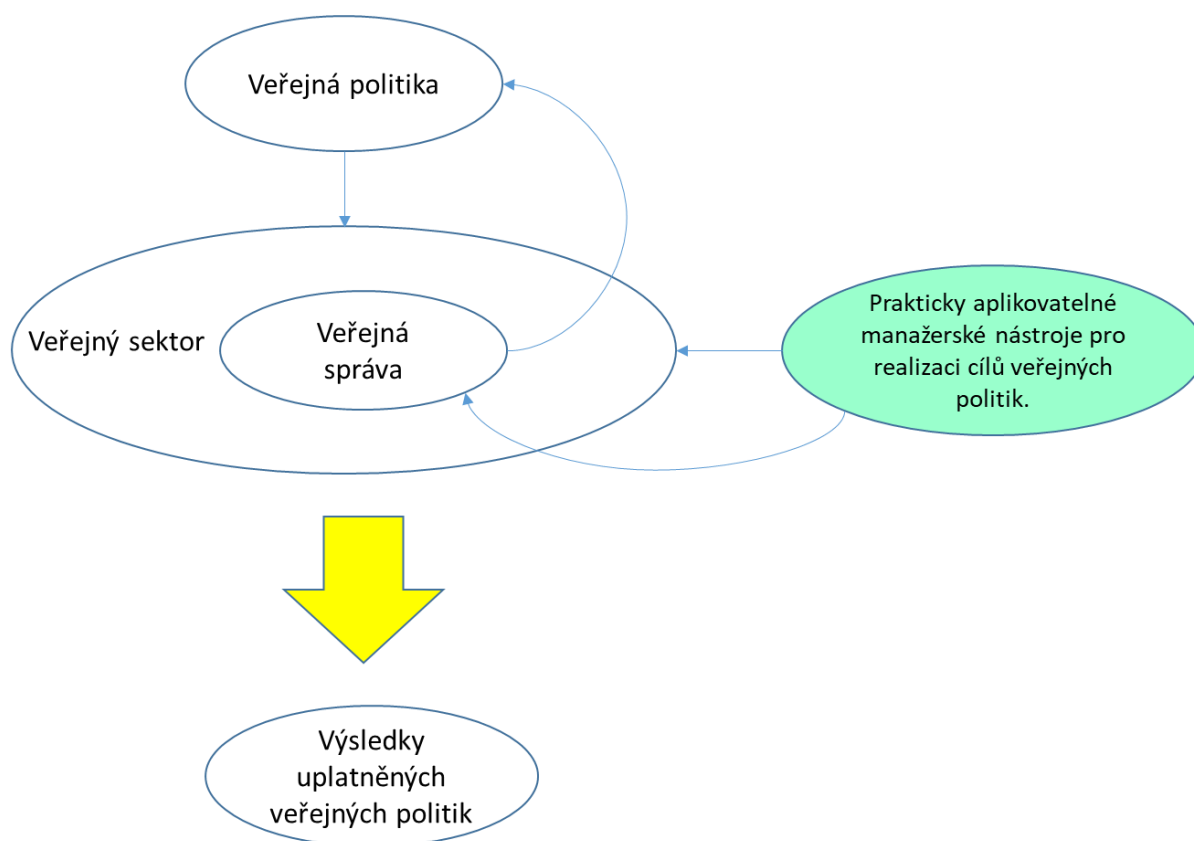 Veřejná politika
Veřejný sektor
Veřejná
správa
Prakticky aplikovatelné
manažerské nástroje pro
realizaci cílů veřejných
politik.
Výsledky
uplatněných
veřejných politik